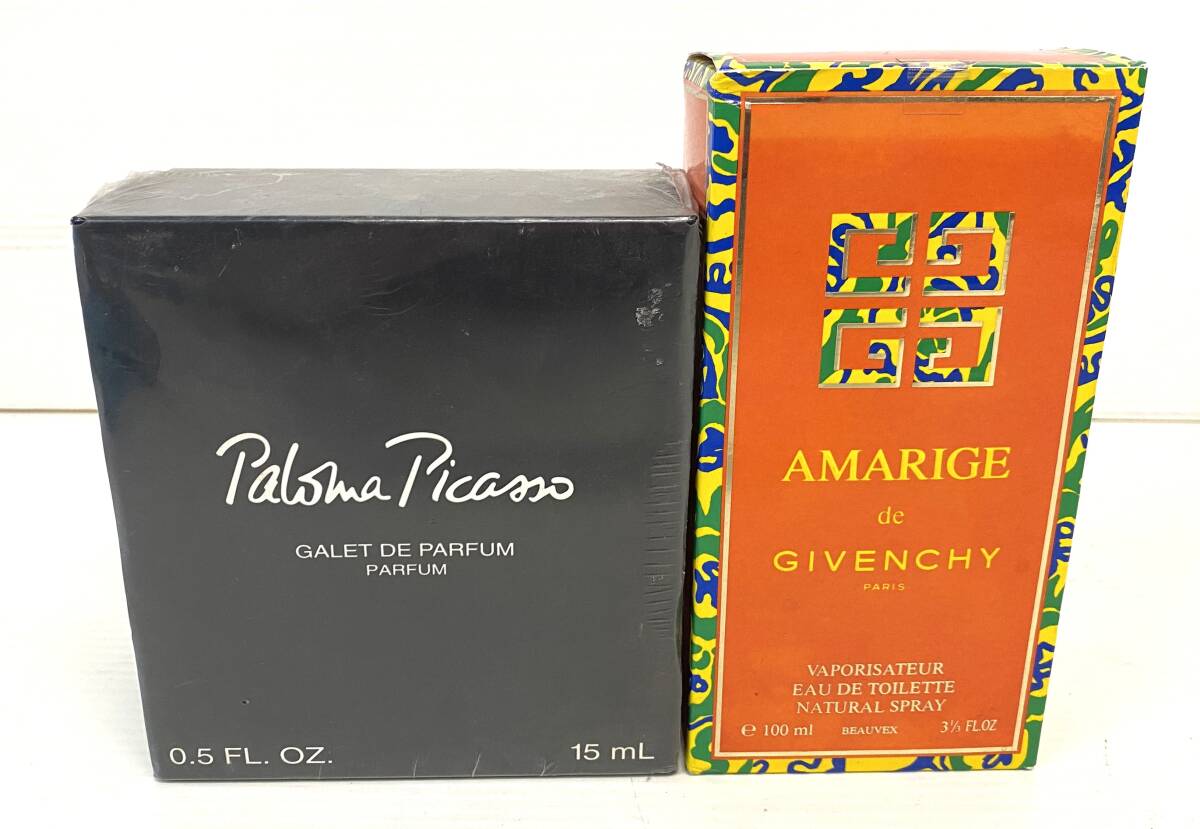 Paloma Picasso
GALET DE PARFUM
PARFUM
0.5 FL. OZ.
15 mL
AMARIGE
de
GIVENCHY
PARIS
VAPORISATEUR
EAU DE TOILETTE
NATURAL SPRAY
e 100 ml
BEAUVEX
3⅓ FL.OZ